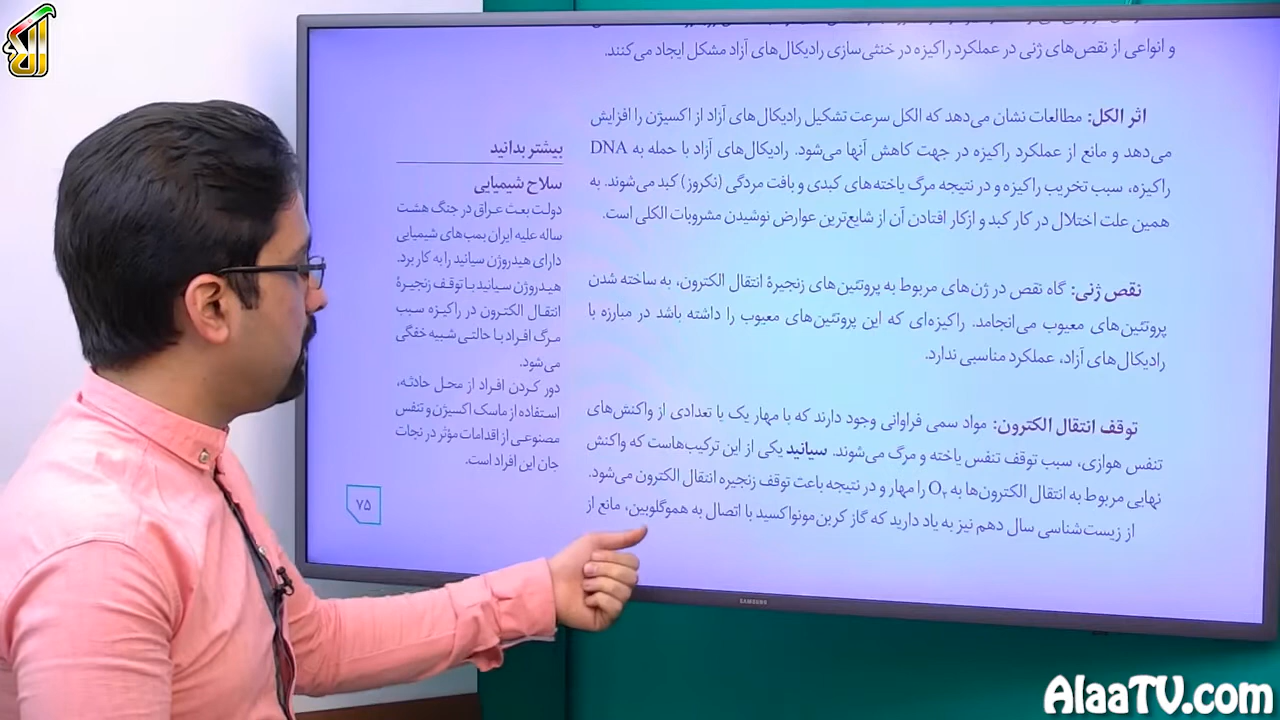 و انواعی از نقص‌های ژنی در عملکرد راکیزه در خنثی‌سازی رادیکال‌های آزاد مشکل ایجاد می‌کنند.
اثر الکل: مطالعات نشان می‌دهد که الکل سرعت تشکیل رادیکال‌های آزاد از اکسیژن را افزایش
می‌دهد و مانع از عملکرد راکیزه در جهت کاهش آنها می‌شود. رادیکال‌های آزاد با حمله به DNA
راکیزه، سبب تخریب راکیزه و در نتیجه مرگ یاخته‌های کبدی و بافت مردگی (نکروز) کبد می‌شوند. به
همین علت اختلال در کار کبد و ازکار افتادن آن از شایع‌ترین عوارض نوشیدن مشروبات الکلی است.
نقص ژنی: گاه نقص در ژن‌های مربوط به پروتئین‌های زنجیرهٔ انتقال الکترون، به ساخته شدن
پروتئین‌های معیوب می‌انجامد. راکیزه‌ای که این پروتئین‌های معیوب را داشته باشد در مبارزه با
رادیکال‌های آزاد، عملکرد مناسبی ندارد.
توقف انتقال الکترون: مواد سمی فراوانی وجود دارند که با مهار یک یا تعدادی از واکنش‌های
تنفس هوازی، سبب توقف تنفس یاخته و مرگ می‌شوند. سیانید یکی از این ترکیب‌هاست که واکنش
نهایی مربوط به انتقال الکترون‌ها به O₂ را مهار و در نتیجه باعث توقف زنجیره انتقال الکترون می‌شود.
از زیست‌شناسی سال دهم نیز به یاد دارید که گاز کربن‌مونواکسید با اتصال به هموگلوبین، مانع از
بیشتر بدانید
سلاح شیمیایی
دولت بعث عراق در جنگ هشت
ساله علیه ایران بمب‌های شیمیایی
دارای هیدروژن سیانید را به کار برد.
هیدروژن سیانید با توقف زنجیرهٔ
انتقال الکترون در راکیزه سبب
مرگ افراد با حالتی شبیه خفگی
می‌شود.
دور کردن افراد از محل حادثه،
استفاده از ماسک اکسیژن و تنفس
مصنوعی از اقدامات مؤثر در نجات
جان این افراد است.
۷۵
SAMSUNG
AlaaTV.com